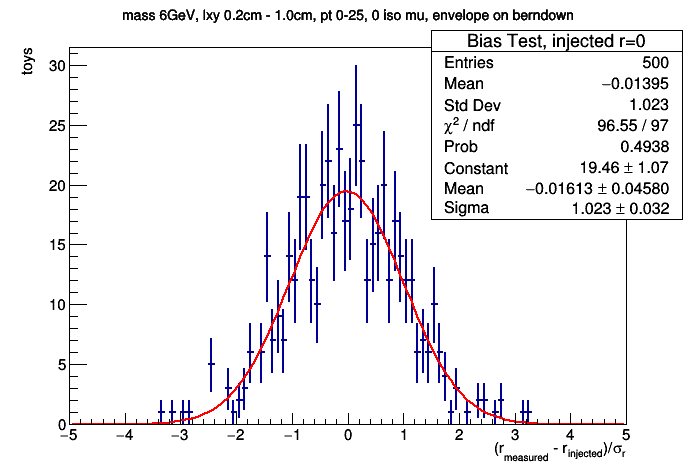 mass 6GeV, lxy 0.2cm - 1.0cm, pt 0-25, 0 iso mu, envelope on berndown
Bias Test, injected r=0
Entries 500
Mean −0.01395
Std Dev 1.023
χ² / ndf 96.55 / 97
Prob 0.4938
Constant 19.46 ± 1.07
Mean −0.01613 ± 0.04580
Sigma 1.023 ± 0.032
toys
30
25
20
15
10
5
0
−5 −4 −3 −2 −1 0 1 2 3 4 5
(r_measured - r_injected)/σ_r